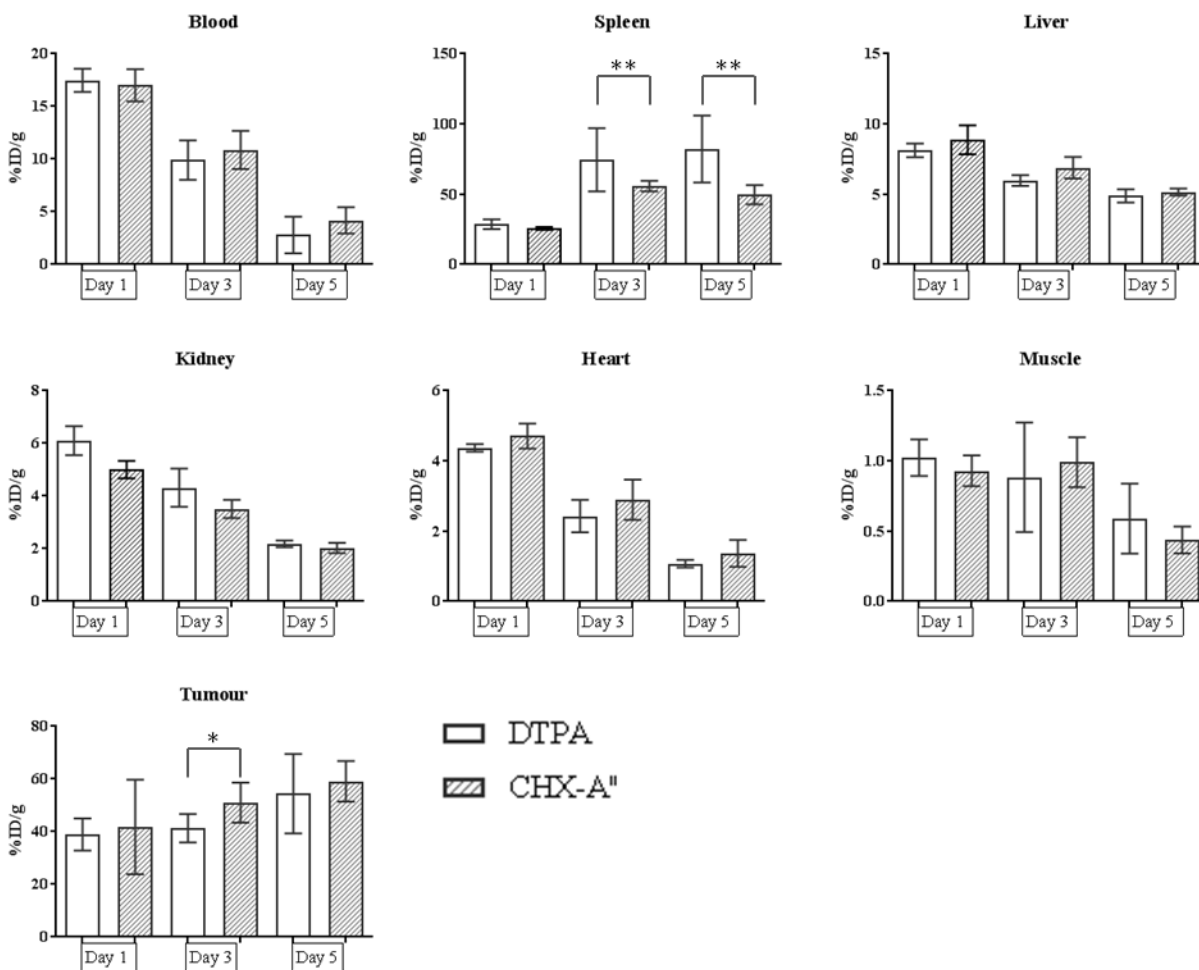 Blood
%ID/g
20
15
10
5
0
Day 1 Day 3 Day 5
Spleen
%ID/g
150
100
50
0
** **
Day 1 Day 3 Day 5
Liver
%ID/g
15
10
5
0
Day 1 Day 3 Day 5
Kidney
%ID/g
8
6
4
2
0
Day 1 Day 3 Day 5
Heart
%ID/g
6
4
2
0
Day 1 Day 3 Day 5
Muscle
%ID/g
1.5
1.0
0.5
0.0
Day 1 Day 3 Day 5
Tumour
%ID/g
80
60
40
20
0
*
Day 1 Day 3 Day 5
DTPA
CHX-A"